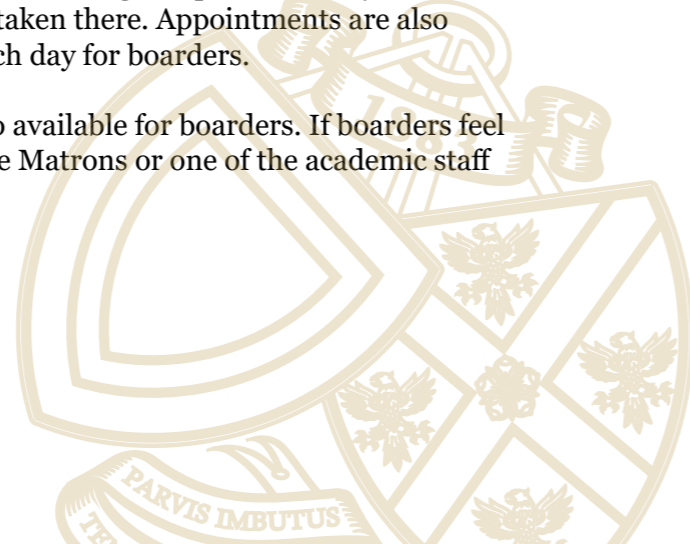 taken there. Appointments are also
ch day for boarders.
o available for boarders. If boarders feel
e Matrons or one of the academic staff
PARVIS IMBUTUS